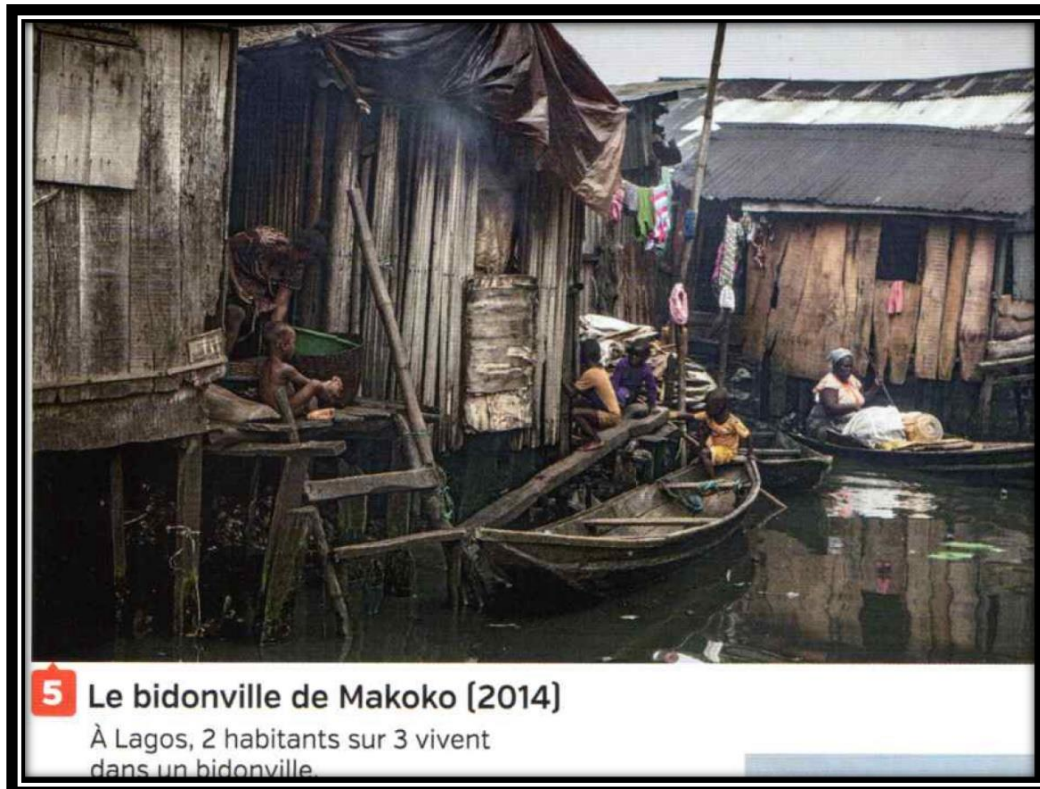 5 Le bidonville de Makoko (2014)
À Lagos, 2 habitants sur 3 vivent
dans un bidonville.